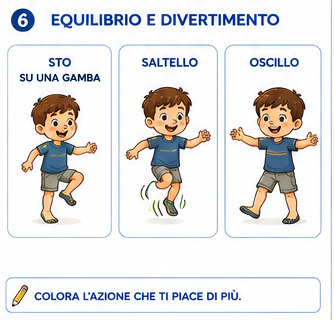 6 EQUILIBRIO E DIVERTIMENTO
STO
SU UNA GAMBA
SALTELLO
OSCILLO
COLORA L'AZIONE CHE TI PIACE DI PIÙ.